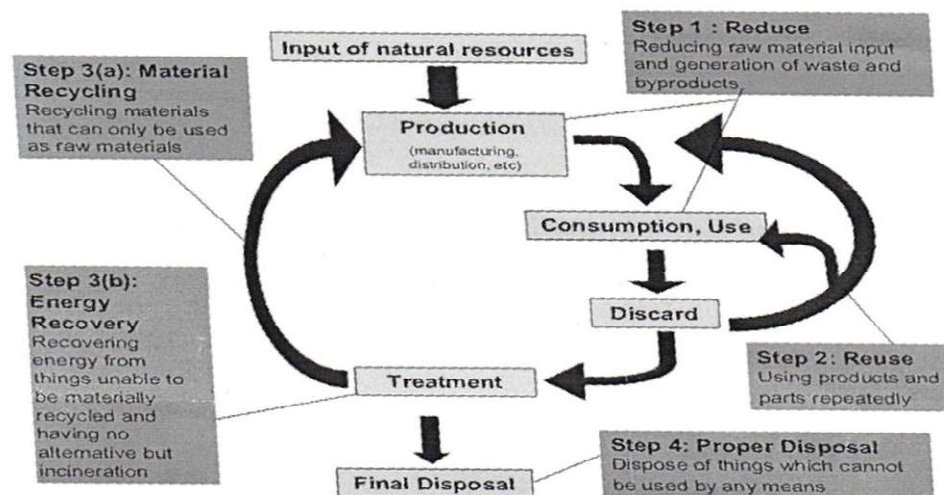 Input of natural resources
Step 1 : Reduce
Reducing raw material input
and generation of waste and
byproducts
Step 3(a): Material
Recycling
Recycling materials
that can only be used
as raw materials
Production
(manufacturing,
distribution, etc)
Consumption, Use
Step 3(b):
Energy
Recovery
Recovering
energy from
things unable to
be materially
recycled and
having no
alternative but
incineration
Discard
Step 2: Reuse
Using products and
parts repeatedly
Treatment
Step 4: Proper Disposal
Dispose of things which cannot
be used by any means
Final Disposal